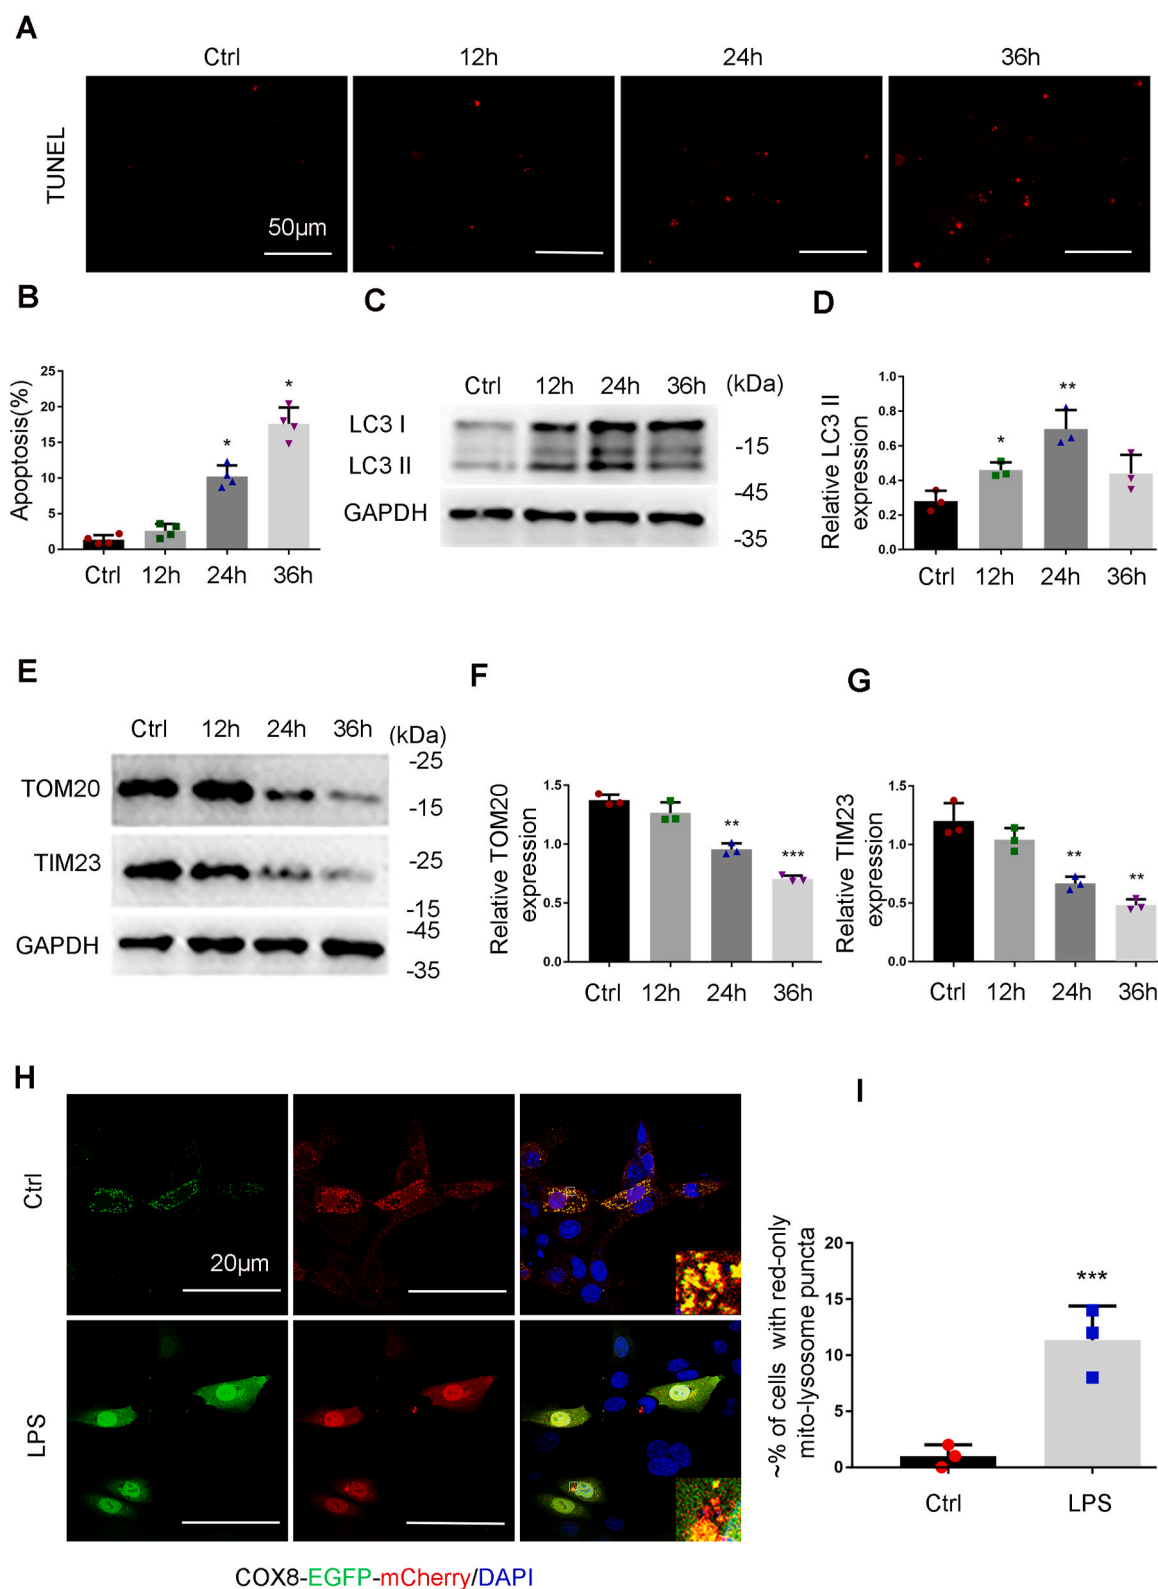 A
Ctrl 12h 24h 36h
TUNEL
50µm
B
Apoptosis(%)
25
20
15
10
5
0
* *
Ctrl 12h 24h 36h
C
Ctrl 12h 24h 36h (kDa)
LC3 I
-15
LC3 II
-45
GAPDH
-35
D
Relative LC3 II
expression
1.0
0.8
0.6
0.4
0.2
0.0
* **
Ctrl 12h 24h 36h
E
Ctrl 12h 24h 36h (kDa)
-25
TOM20
-15
TIM23
-25
-15
-45
GAPDH
-35
F
Relative TOM20
expression
1.5
1.0
0.5
0.0
** ***
Ctrl 12h 24h 36h
G
Relative TIM23
expression
1.5
1.0
0.5
0.0
** **
Ctrl 12h 24h 36h
H
Ctrl
20µm
LPS
COX8-EGFP-mCherry/DAPI
I
~% of cells with red-only
mito-lysosome puncta
20
15
10
5
0
***
Ctrl LPS